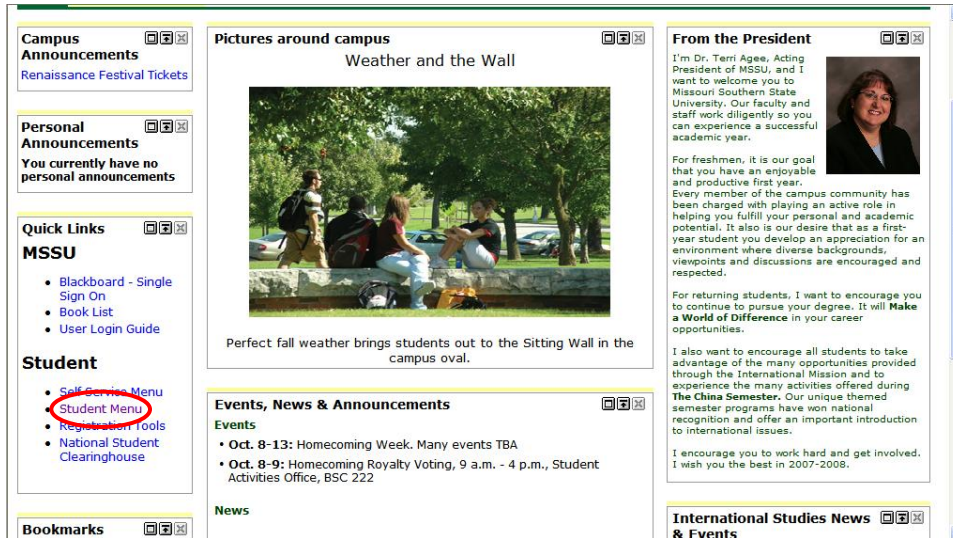 Campus
Announcements
Renaissance Festival Tickets
Personal
Announcements
You currently have no
personal announcements
Quick Links
MSSU
• Blackboard - Single
Sign On
• Book List
• User Login Guide
Student
• Self Service Menu
• Student Menu
• Registration Tools
• National Student
Clearinghouse
Bookmarks
Pictures around campus
Weather and the Wall
Perfect fall weather brings students out to the Sitting Wall in the
campus oval.
Events, News & Announcements
Events
• Oct. 8-13: Homecoming Week. Many events TBA
• Oct. 8-9: Homecoming Royalty Voting, 9 a.m. - 4 p.m., Student
Activities Office, BSC 222
News
From the President
I'm Dr. Terri Agee, Acting
President of MSSU, and I
want to welcome you to
Missouri Southern State
University. Our faculty and
staff work diligently so you
can experience a successful
academic year.
For freshmen, it is our goal
that you have an enjoyable
and productive first year.
Every member of the campus community has
been charged with playing an active role in
helping you fulfill your personal and academic
potential. It also is our desire that as a first-
year student you develop an appreciation for an
environment where diverse backgrounds,
viewpoints and discussions are encouraged and
respected.
For returning students, I want to encourage you
to continue to pursue your degree. It will Make
a World of Difference in your career
opportunities.
I also want to encourage all students to take
advantage of the many opportunities provided
through the International Mission and to
experience the many activities offered during
The China Semester. Our unique themed
semester programs have won national
recognition and offer an important introduction
to international issues.
I encourage you to work hard and get involved.
I wish you the best in 2007-2008.
International Studies News
& Events